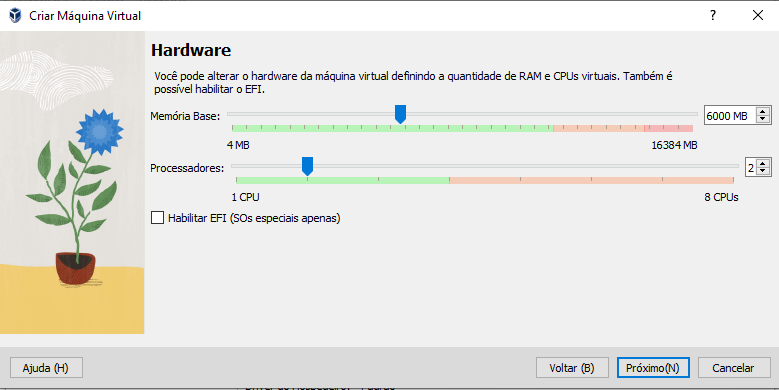 Criar Máquina Virtual
Hardware
Você pode alterar o hardware da máquina virtual definindo a quantidade de RAM e CPUs virtuais. Também é
possível habilitar o EFI.
Memória Base: 6000 MB
4 MB 16384 MB
Processadores: 2
1 CPU 8 CPUs
Habilitar EFI (SOs especiais apenas)
Ajuda (H) Voltar (B) Próximo(N) Cancelar